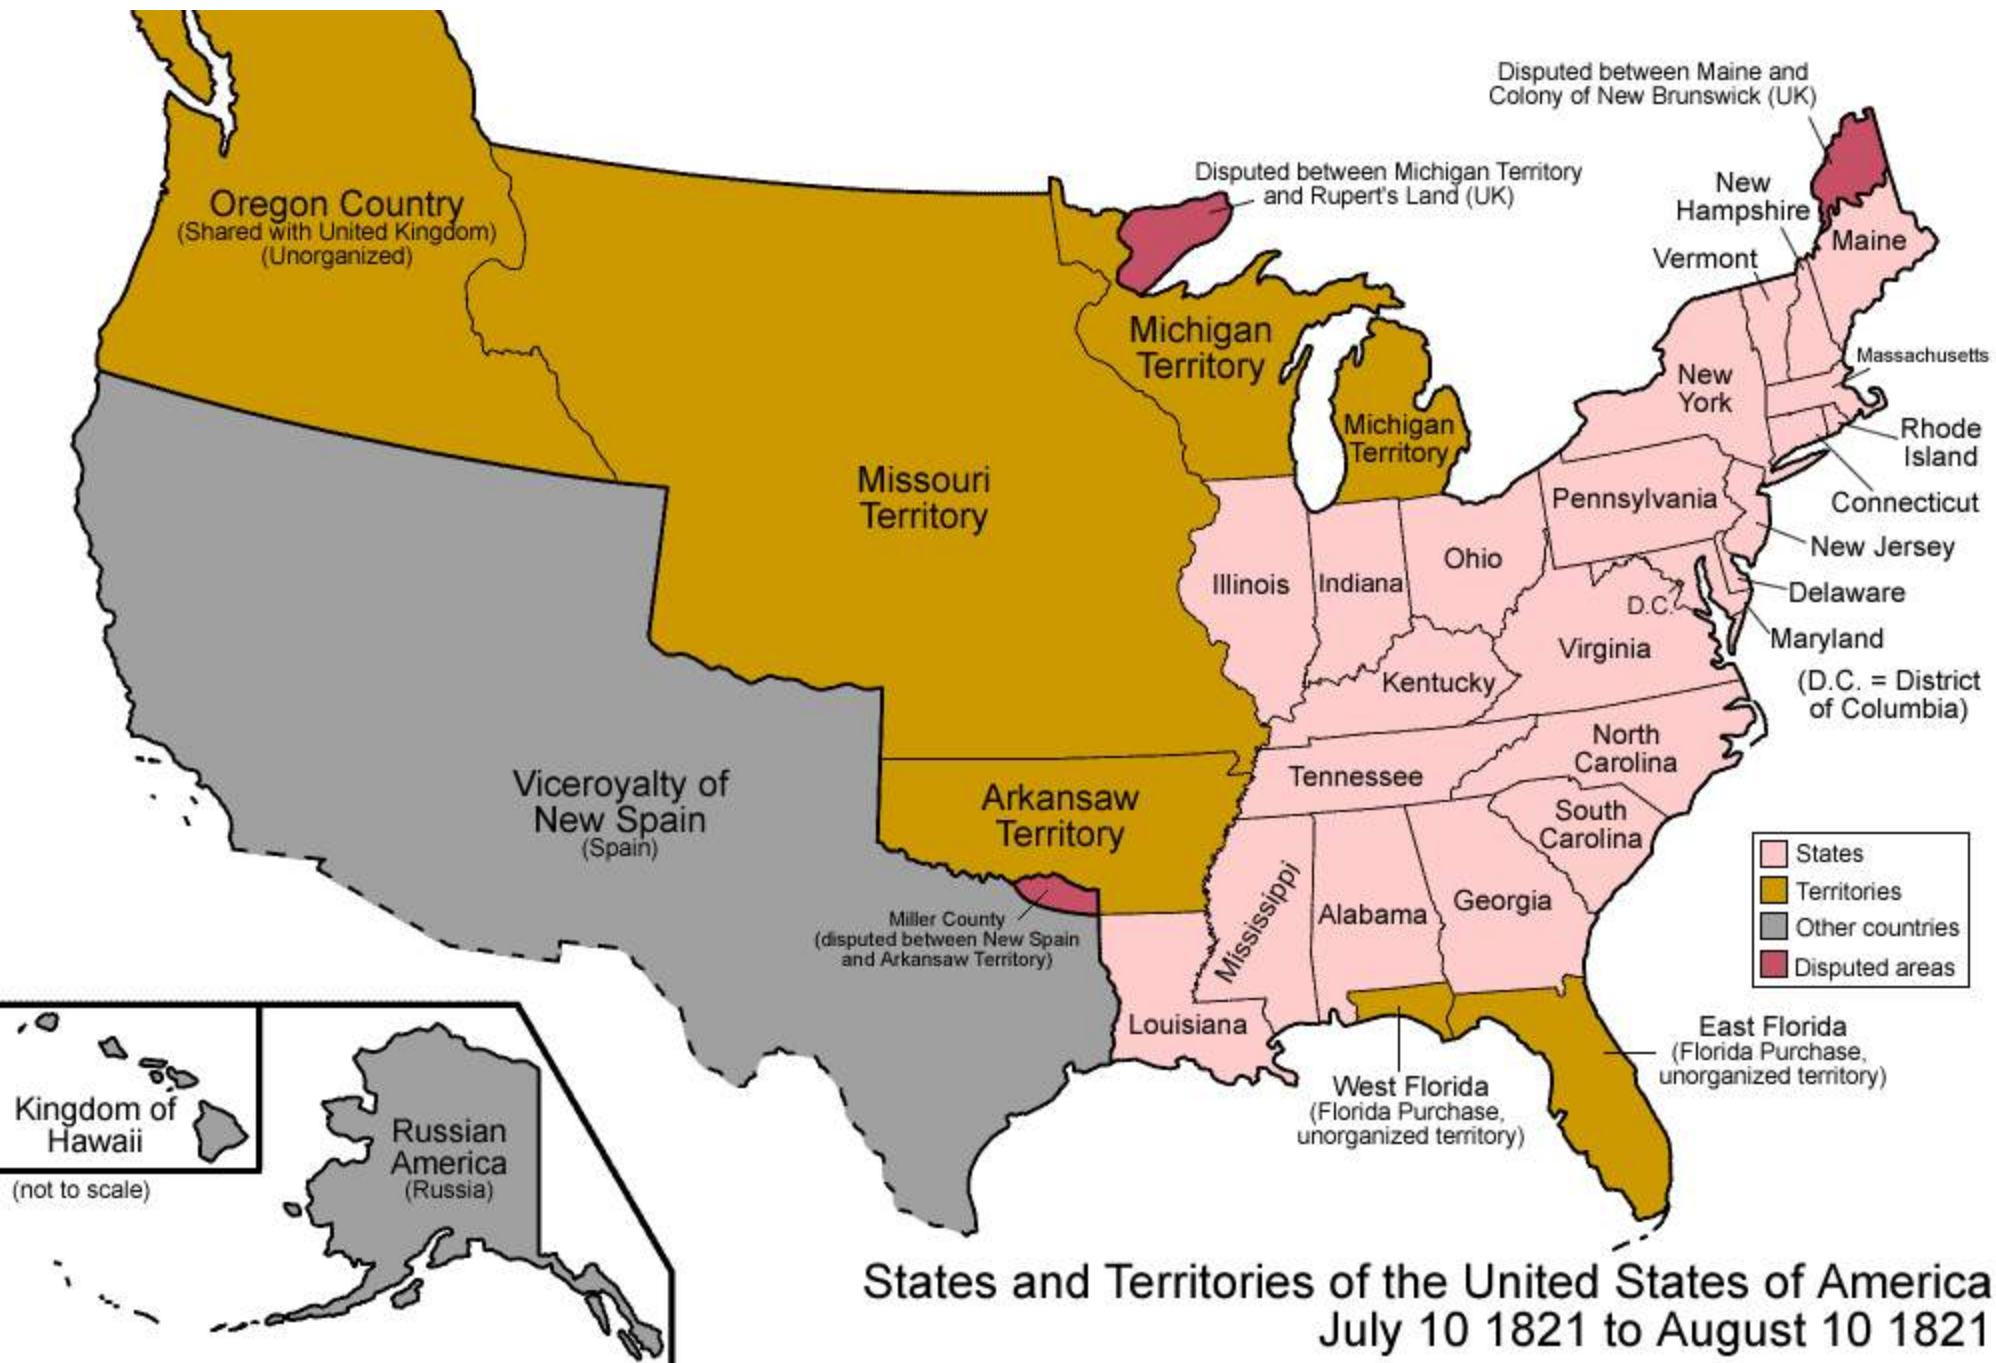 Disputed between Maine and
Colony of New Brunswick (UK)
Disputed between Michigan Territory
and Rupert's Land (UK)
New
Hampshire
Vermont
Maine
Oregon Country
(Shared with United Kingdom)
(Unorganized)
Michigan
Territory
Massachusetts
New
York
Michigan
Territory
Rhode
Island
Missouri
Territory
Pennsylvania
Connecticut
New Jersey
Ohio
Illinois
Indiana
D.C.
Delaware
Maryland
Virginia
Kentucky
(D.C. = District
of Columbia)
North
Carolina
Tennessee
Viceroyalty of
New Spain
(Spain)
Arkansaw
Territory
South
Carolina
States
Territories
Other countries
Disputed areas
Mississippi
Alabama
Georgia
Miller County
(disputed between New Spain
and Arkansaw Territory)
Louisiana
East Florida
(Florida Purchase,
unorganized territory)
West Florida
(Florida Purchase,
unorganized territory)
Kingdom of
Hawaii
(not to scale)
Russian
America
(Russia)
States and Territories of the United States of America
July 10 1821 to August 10 1821